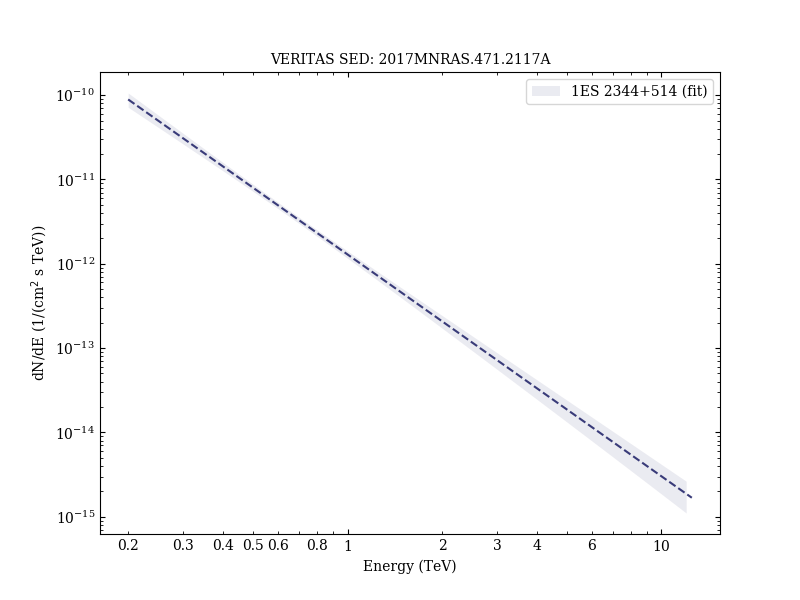 VERITAS SED: 2017MNRAS.471.2117A
1ES 2344+514 (fit)
dN/dE (1/(cm² s TeV))
10⁻¹⁰
10⁻¹¹
10⁻¹²
10⁻¹³
10⁻¹⁴
10⁻¹⁵
0.2 0.3 0.4 0.5 0.6 0.8 1 2 3 4 6 10
Energy (TeV)